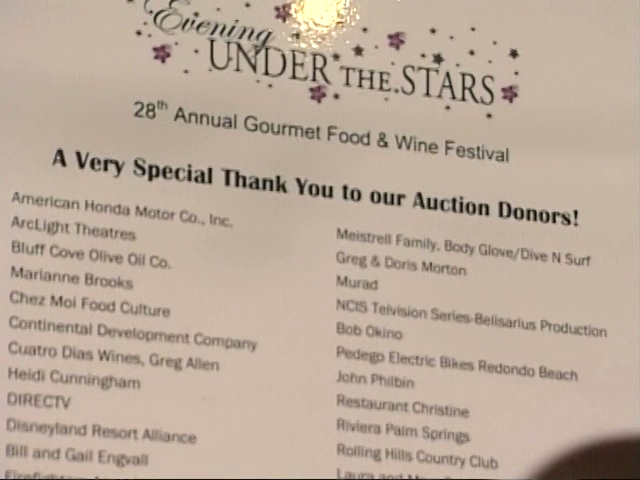 Evening
UNDER THE STARS
28th Annual Gourmet Food & Wine Festival
A Very Special Thank You to our Auction Donors!
American Honda Motor Co., Inc.
ArcLight Theatres
Bluff Cove Olive Oil Co.
Marianne Brooks
Chez Moi Food Culture
Continental Development Company
Cuatro Dias Wines, Greg Allen
Heidi Cunningham
DIRECTV
Disneyland Resort Alliance
Bill and Gail Engvall
Meistrell Family, Body Glove/Dive N Surf
Greg & Doris Morton
Murad
NCIS Telvision Series-Belisarius Production
Bob Okino
Pedego Electric Bikes Redondo Beach
John Philbin
Restaurant Christine
Riviera Palm Springs
Rolling Hills Country Club
Laura and